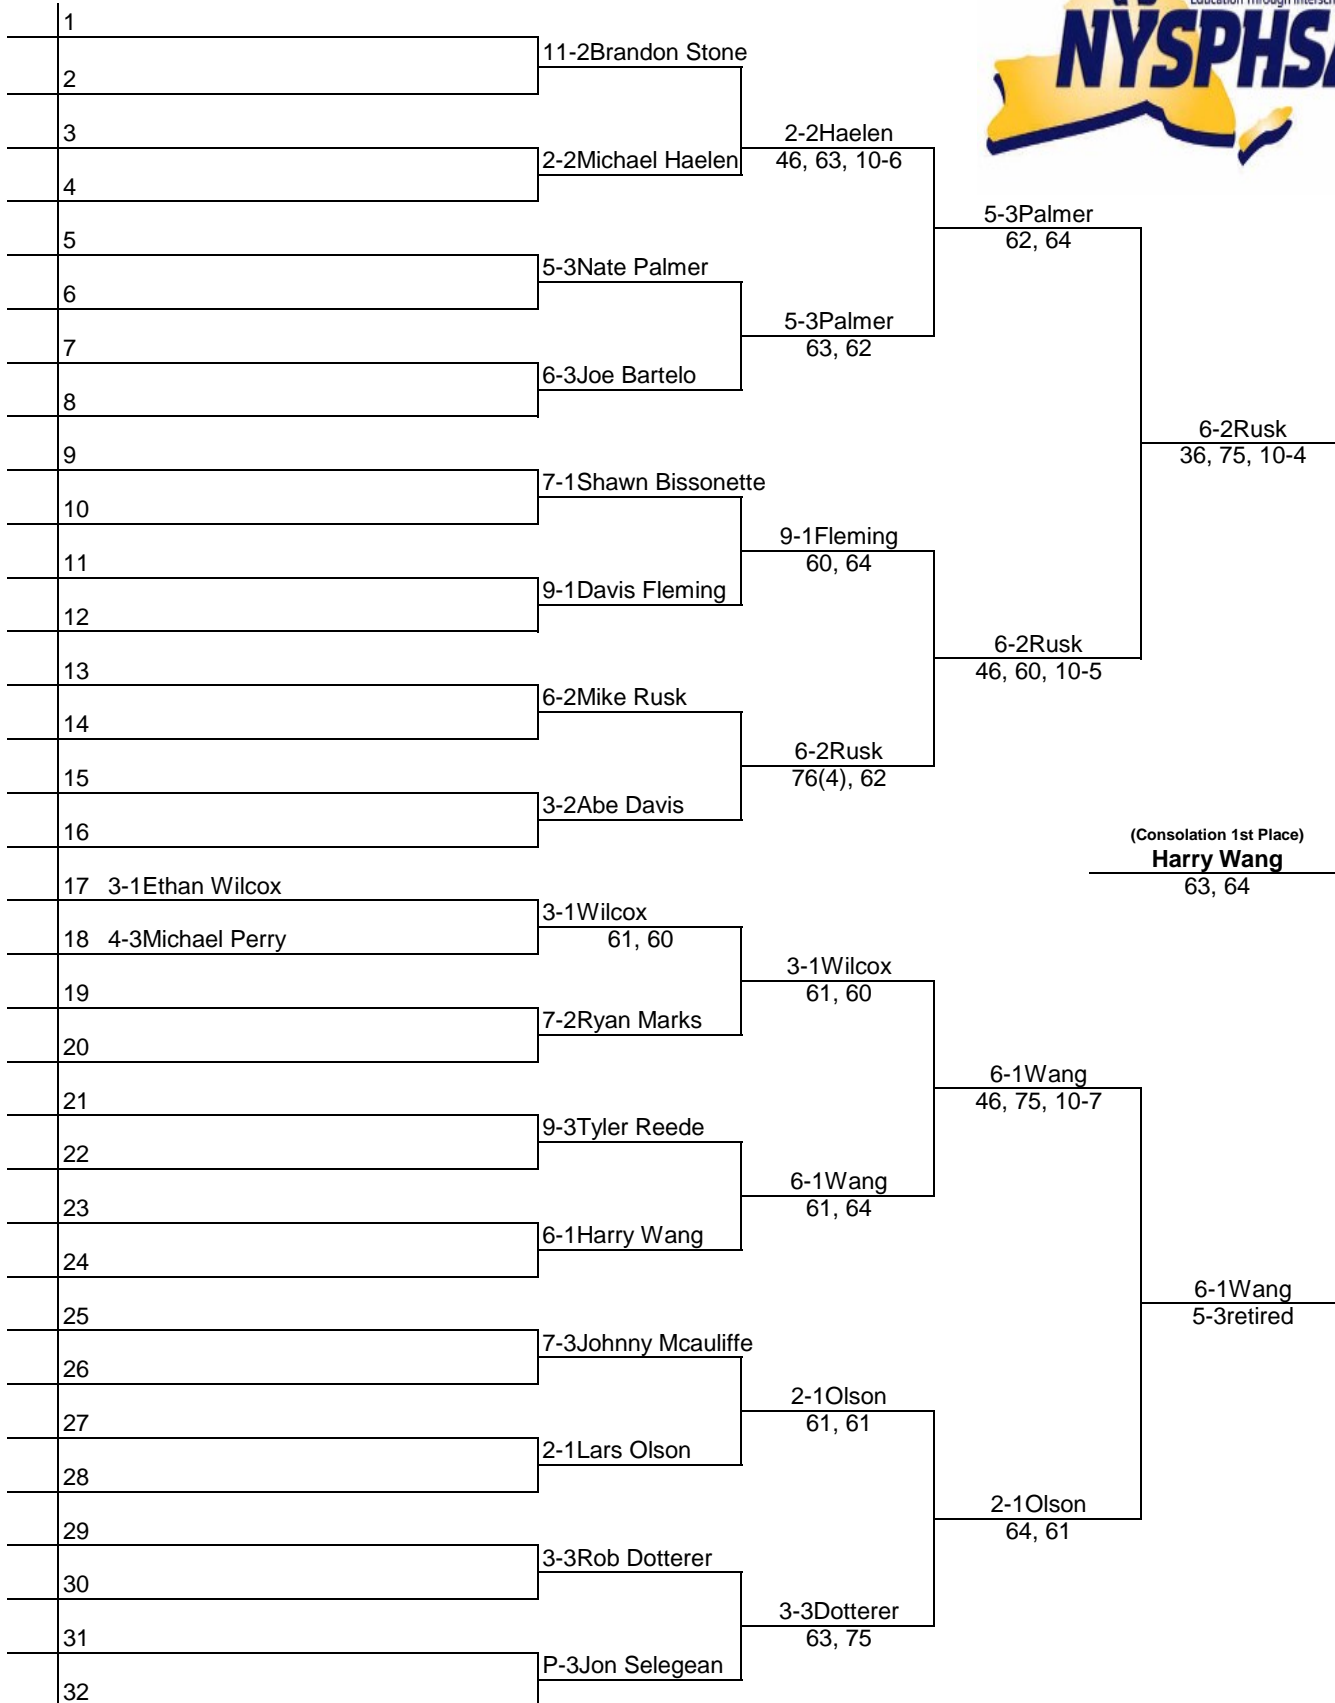 Education Through Intersch
NYSPHSA
1
11-2Brandon Stone
2
3
2-2Haelen
2-2Michael Haelen
46, 63, 10-6
4
5-3Palmer
62, 64
5
5-3Nate Palmer
6
5-3Palmer
63, 62
7
6-3Joe Bartelo
8
6-2Rusk
36, 75, 10-4
9
7-1Shawn Bissonette
10
9-1Fleming
60, 64
11
9-1Davis Fleming
12
6-2Rusk
46, 60, 10-5
13
6-2Mike Rusk
14
6-2Rusk
76(4), 62
15
3-2Abe Davis
16
(Consolation 1st Place)
Harry Wang
63, 64
17 3-1Ethan Wilcox
3-1Wilcox
61, 60
18 4-3Michael Perry
3-1Wilcox
61, 60
19
7-2Ryan Marks
20
6-1Wang
46, 75, 10-7
21
9-3Tyler Reede
22
6-1Wang
61, 64
23
6-1Harry Wang
24
6-1Wang
5-3retired
25
7-3Johnny Mcauliffe
26
2-1Olson
61, 61
27
2-1Lars Olson
28
2-1Olson
64, 61
29
3-3Rob Dotterer
30
3-3Dotterer
63, 75
31
P-3Jon Selegean
32